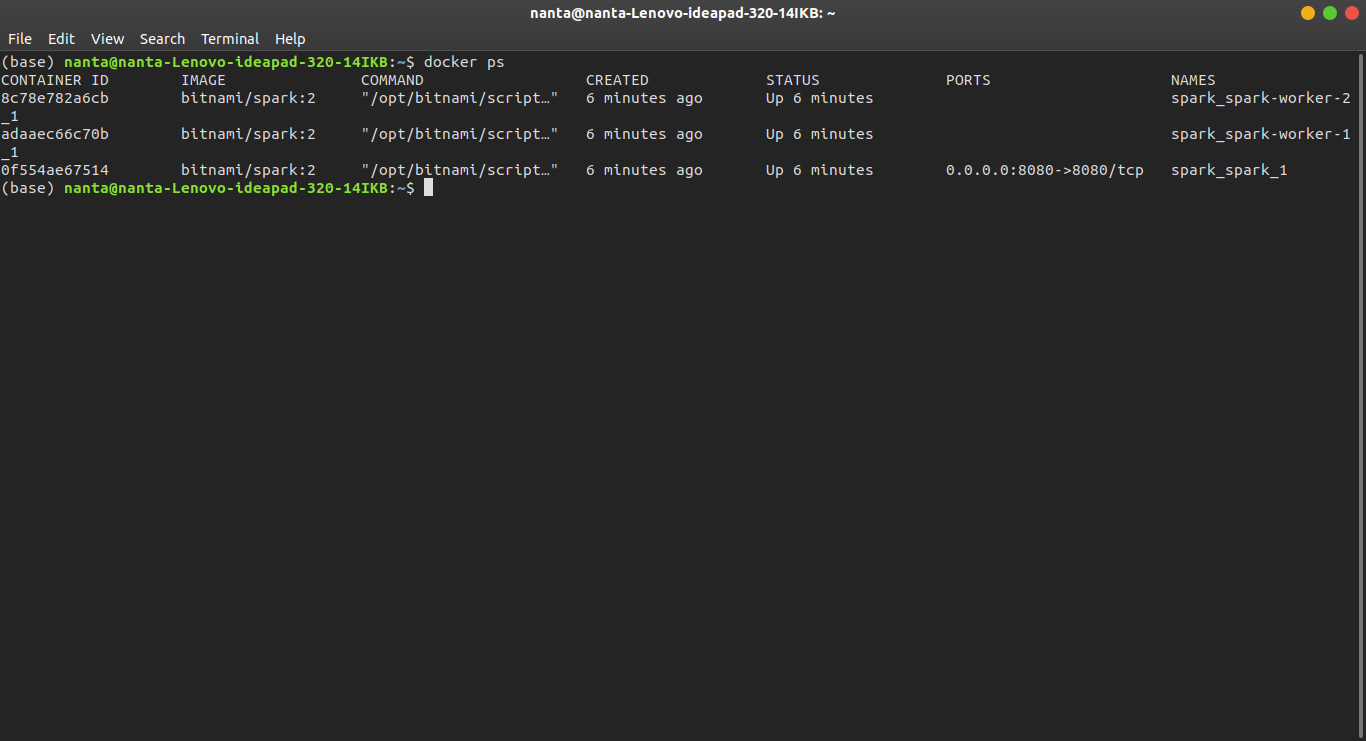 nanta@nanta-Lenovo-ideapad-320-14IKB: ~
File Edit View Search Terminal Help
(base) nanta@nanta-Lenovo-ideapad-320-14IKB:~$ docker ps
CONTAINER ID        IMAGE               COMMAND                  CREATED             STATUS              PORTS                    NAMES
8c78e782a6cb        bitnami/spark:2     "/opt/bitnami/script…"   6 minutes ago       Up 6 minutes                                 spark_spark-worker-2
_1
adaaec66c70b        bitnami/spark:2     "/opt/bitnami/script…"   6 minutes ago       Up 6 minutes                                 spark_spark-worker-1
_1
0f554ae67514        bitnami/spark:2     "/opt/bitnami/script…"   6 minutes ago       Up 6 minutes        0.0.0.0:8080->8080/tcp   spark_spark_1
(base) nanta@nanta-Lenovo-ideapad-320-14IKB:~$